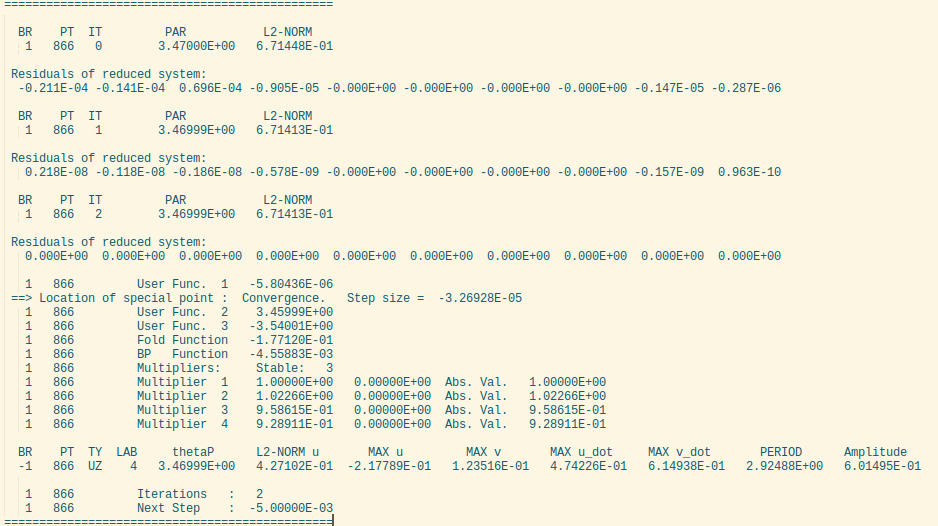 ===============================================
BR PT IT PAR L2-NORM
1 866 0 3.47000E+00 6.71448E-01
Residuals of reduced system:
-0.211E-04 -0.141E-04 0.696E-04 -0.905E-05 -0.000E+00 -0.000E+00 -0.000E+00 -0.000E+00 -0.147E-05 -0.287E-06
BR PT IT PAR L2-NORM
1 866 1 3.46999E+00 6.71413E-01
Residuals of reduced system:
0.218E-08 -0.118E-08 -0.186E-08 -0.578E-09 -0.000E+00 -0.000E+00 -0.000E+00 -0.000E+00 -0.157E-09 0.963E-10
BR PT IT PAR L2-NORM
1 866 2 3.46999E+00 6.71413E-01
Residuals of reduced system:
0.000E+00 0.000E+00 0.000E+00 0.000E+00 0.000E+00 0.000E+00 0.000E+00 0.000E+00 0.000E+00 0.000E+00
1 866 User Func. 1 -5.80436E-06
==> Location of special point : Convergence. Step size = -3.26928E-05
1 866 User Func. 2 3.45999E+00
1 866 User Func. 3 -3.54001E+00
1 866 Fold Function -1.77120E-01
1 866 BP Function -4.55883E-03
1 866 Multipliers: Stable: 3
1 866 Multiplier 1 1.00000E+00 0.00000E+00 Abs. Val. 1.00000E+00
1 866 Multiplier 2 1.02266E+00 0.00000E+00 Abs. Val. 1.02266E+00
1 866 Multiplier 3 9.58615E-01 0.00000E+00 Abs. Val. 9.58615E-01
1 866 Multiplier 4 9.28911E-01 0.00000E+00 Abs. Val. 9.28911E-01
BR PT TY LAB thetaP L2-NORM u MAX u MAX v MAX u_dot MAX v_dot PERIOD Amplitude
-1 866 UZ 4 3.46999E+00 4.27102E-01 -2.17789E-01 1.23516E-01 4.74226E-01 6.14938E-01 2.92488E+00 6.01495E-01
1 866 Iterations : 2
1 866 Next Step : -5.00000E-03
===============================================